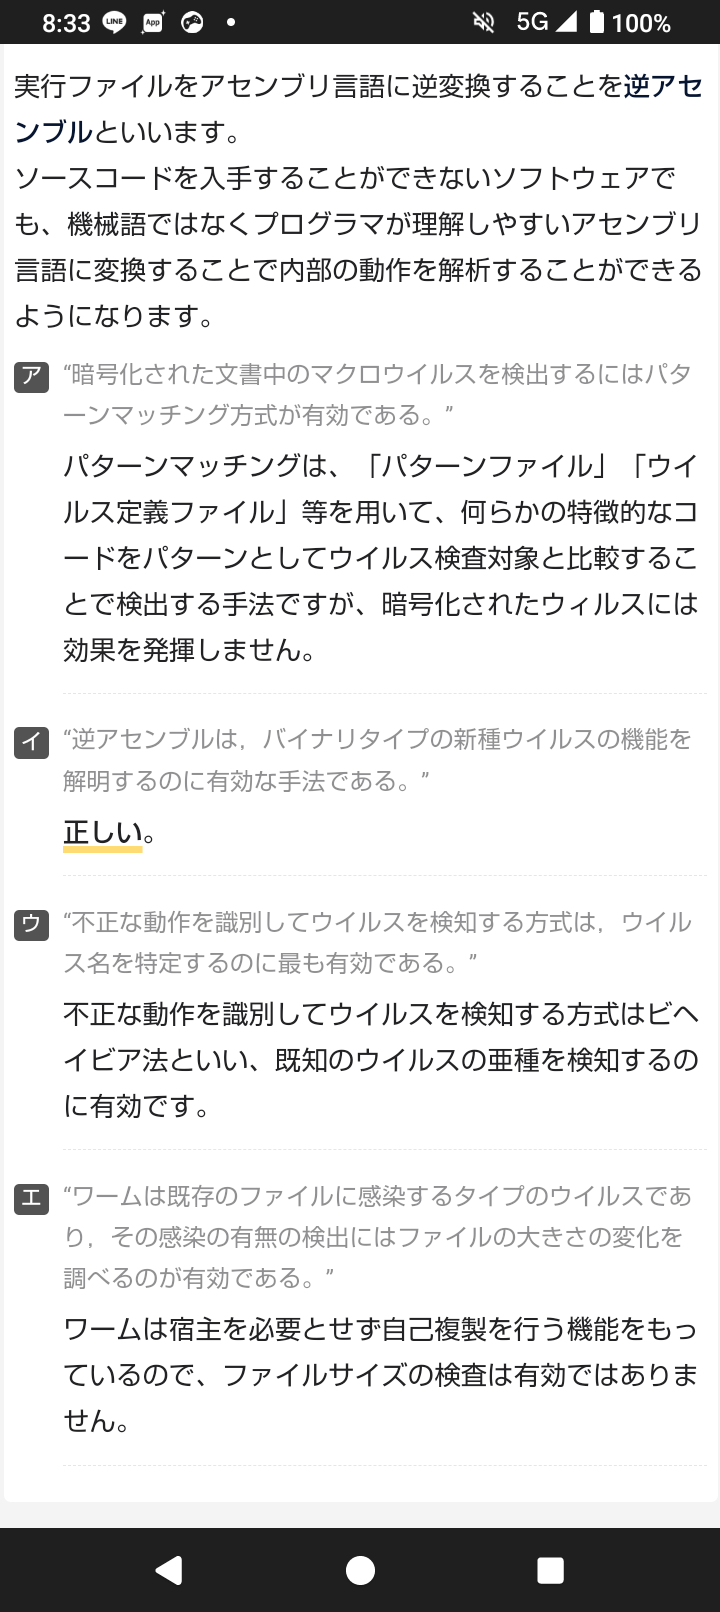 8:33 LINE App 5G 100%
実行ファイルをアセンブリ言語に逆変換することを逆アセ
ンブルといいます。
ソースコードを入手することができないソフトウェアで
も、機械語ではなくプログラマが理解しやすいアセンブリ
言語に変換することで内部の動作を解析することができる
ようになります。
ア “暗号化された文書中のマクロウイルスを検出するにはパタ
ーンマッチング方式が有効である。”
パターンマッチングは、「パターンファイル」「ウイ
ルス定義ファイル」等を用いて、何らかの特徴的なコ
ードをパターンとしてウイルス検査対象と比較するこ
とで検出する手法ですが、暗号化されたウィルスには
効果を発揮しません。
イ “逆アセンブルは，バイナリタイプの新種ウイルスの機能を
解明するのに有効な手法である。”
正しい。
ウ “不正な動作を識別してウイルスを検知する方式は，ウイル
ス名を特定するのに最も有効である。”
不正な動作を識別してウイルスを検知する方式はビヘ
イビア法といい、既知のウイルスの亜種を検知するの
に有効です。
エ “ワームは既存のファイルに感染するタイプのウイルスであ
り，その感染の有無の検出にはファイルの大きさの変化を
調べるのが有効である。”
ワームは宿主を必要とせず自己複製を行う機能をもっ
ているので、ファイルサイズの検査は有効ではありま
せん。